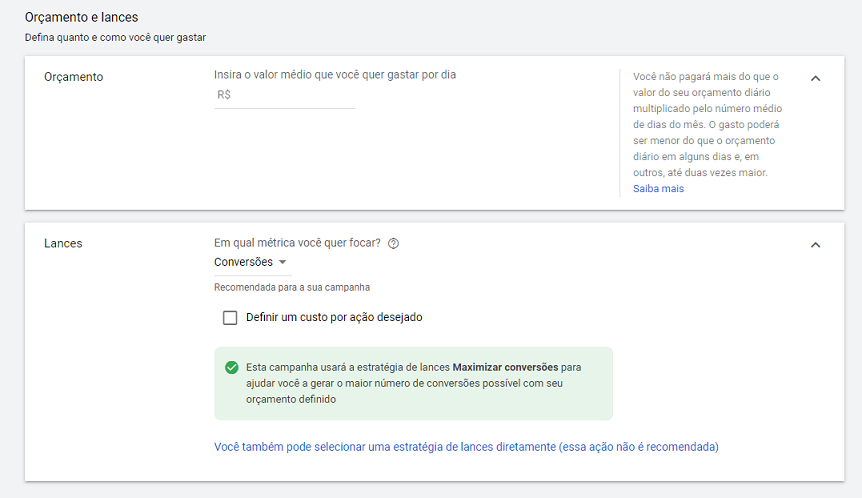 Orçamento e lances
Defina quanto e como você quer gastar
Orçamento
Insira o valor médio que você quer gastar por dia
R$
Você não pagará mais do que o
valor do seu orçamento diário
multiplicado pelo número médio
de dias do mês. O gasto poderá
ser menor do que o orçamento
diário em alguns dias e, em
outros, até duas vezes maior.
Saiba mais
Lances
Em qual métrica você quer focar?
Conversões
Recomendada para a sua campanha
Definir um custo por ação desejado
Esta campanha usará a estratégia de lances Maximizar conversões para
ajudar você a gerar o maior número de conversões possível com seu
orçamento definido
Você também pode selecionar uma estratégia de lances diretamente (essa ação não é recomendada)